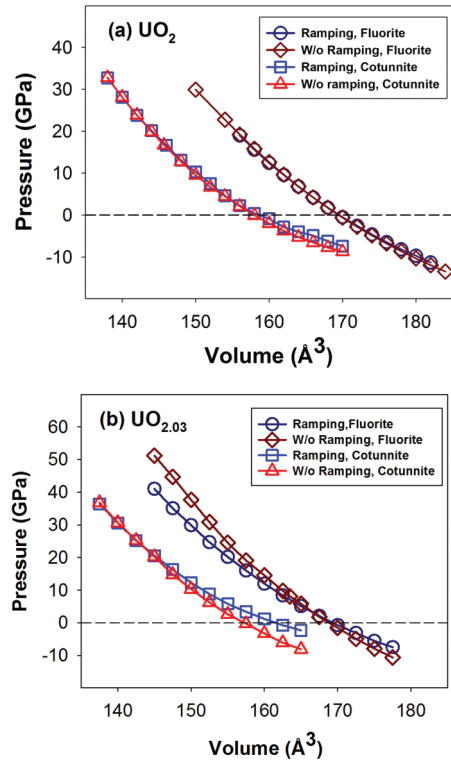 (a) UO2
Ramping, Fluorite
W/o Ramping, Fluorite
Ramping, Cotunnite
W/o ramping, Cotunnite
Pressure (GPa)
50
40
30
20
10
0
-10
140 150 160 170 180
Volume (Å3)
(b) UO2.03
Ramping,Fluorite
W/o Ramping, Fluorite
Ramping, Cotunnite
W/o Ramping, Cotunnite
Pressure (GPa)
60
50
40
30
20
10
0
-10
140 150 160 170 180
Volume (Å3)